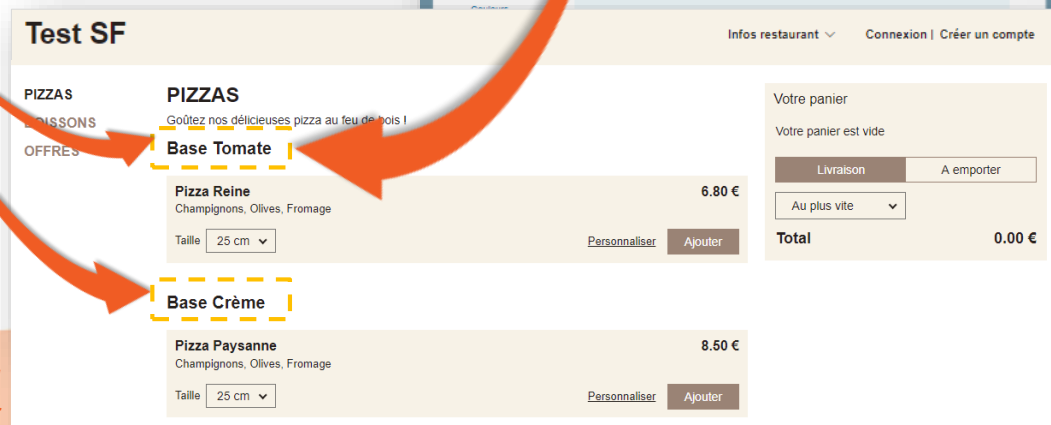 Test SF
Infos restaurant
Connexion | Créer un compte
PIZZAS
BOISSONS
OFFRES
PIZZAS
Goûtez nos délicieuses pizza au feu de bois !
Base Tomate
Pizza Reine
6.80 €
Champignons, Olives, Fromage
Taille
25 cm
Personnaliser
Ajouter
Base Crème
Pizza Paysanne
8.50 €
Champignons, Olives, Fromage
Taille
25 cm
Personnaliser
Ajouter
Votre panier
Votre panier est vide
Livraison
A emporter
Au plus vite
Total
0.00 €